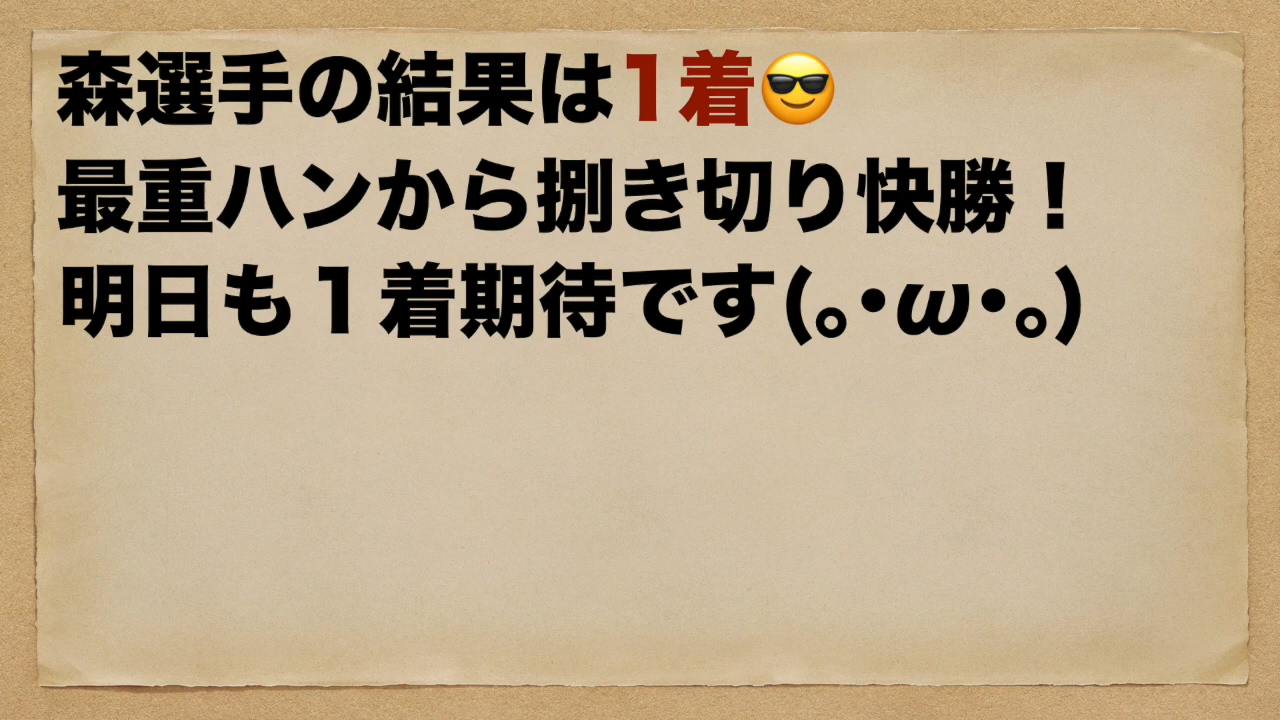 森選手の結果は1着😎
最重ハンから捌き切り快勝！
明日も１着期待です(｡･ω･｡)